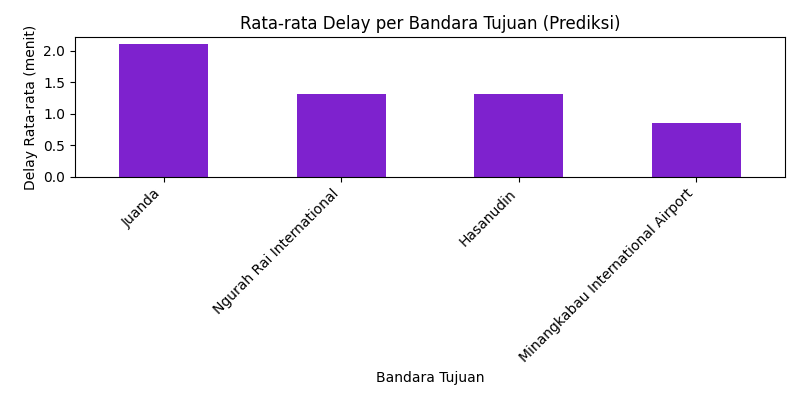 Rata-rata Delay per Bandara Tujuan (Prediksi)
Delay Rata-rata (menit)
2.0
1.5
1.0
0.5
0.0
Juanda
Ngurah Rai International
Hasanudin
Minangkabau International Airport
Bandara Tujuan